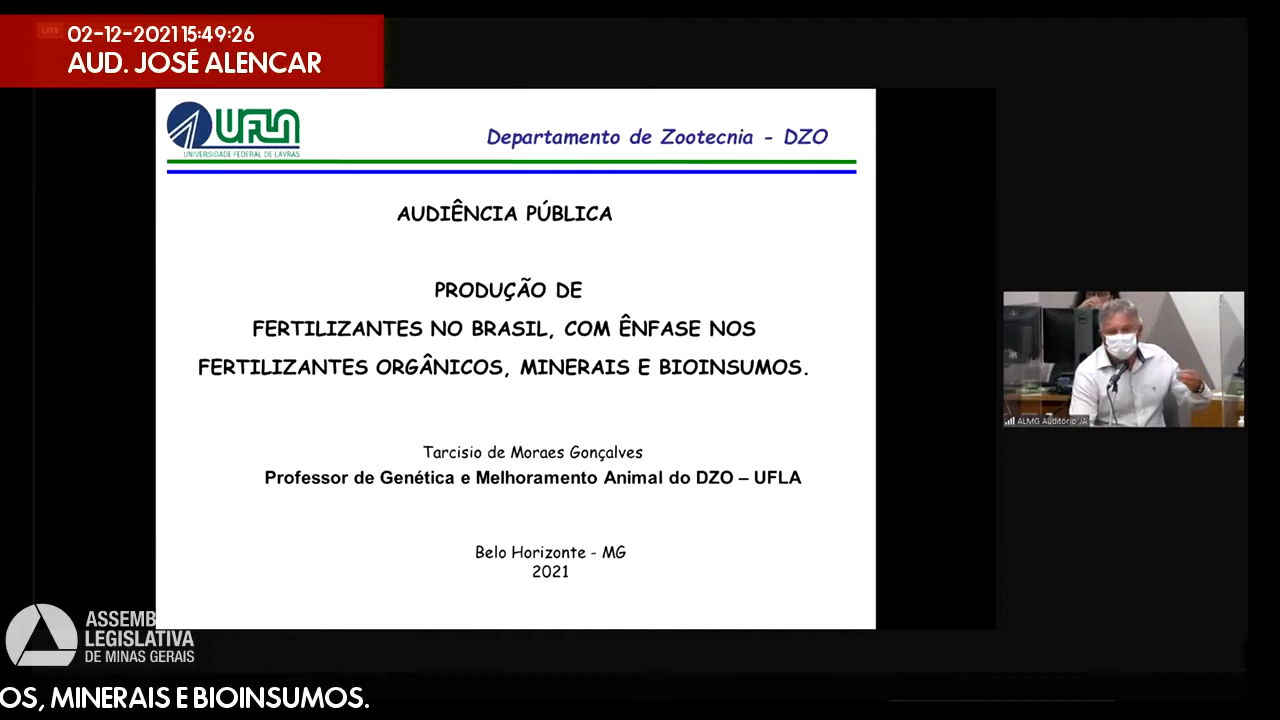 LIVE
02-12-2021 15:49:26
AUD. JOSÉ ALENCAR
UFLA
UNIVERSIDADE FEDERAL DE LAVRAS
Departamento de Zootecnia - DZO
AUDIÊNCIA PÚBLICA
PRODUÇÃO DE
FERTILIZANTES NO BRASIL, COM ÊNFASE NOS
FERTILIZANTES ORGÂNICOS, MINERAIS E BIOINSUMOS.
Tarcisio de Moraes Gonçalves
Professor de Genética e Melhoramento Animal do DZO – UFLA
Belo Horizonte - MG
2021
ALMG Auditório JA
ASSEMB
LEGISLATIVA
DE MINAS GERAIS
OS, MINERAIS E BIOINSUMOS.